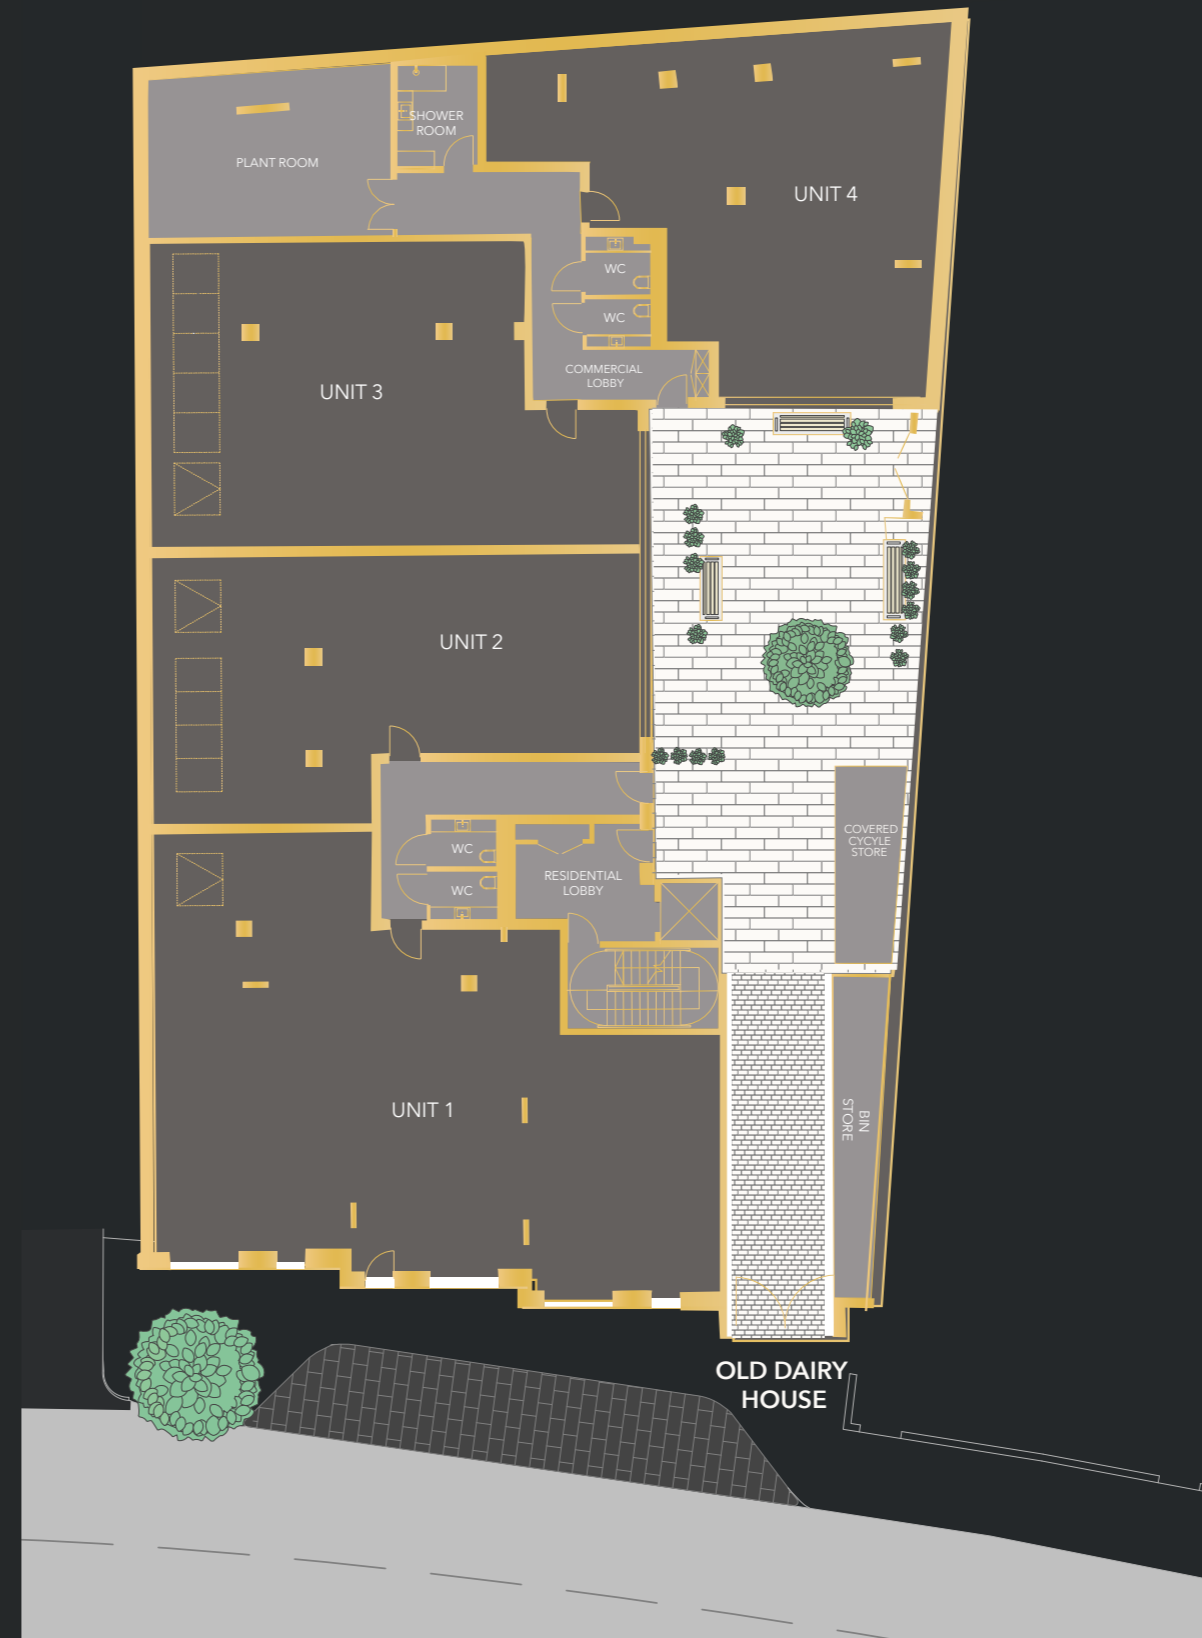 SHOWER
ROOM
PLANT ROOM
UNIT 4
WC
WC
COMMERCIAL
LOBBY
UNIT 3
UNIT 2
COVERED
CYCYLE
STORE
WC
RESIDENTIAL
LOBBY
WC
UNIT 1
BIN
STORE
OLD DAIRY
HOUSE